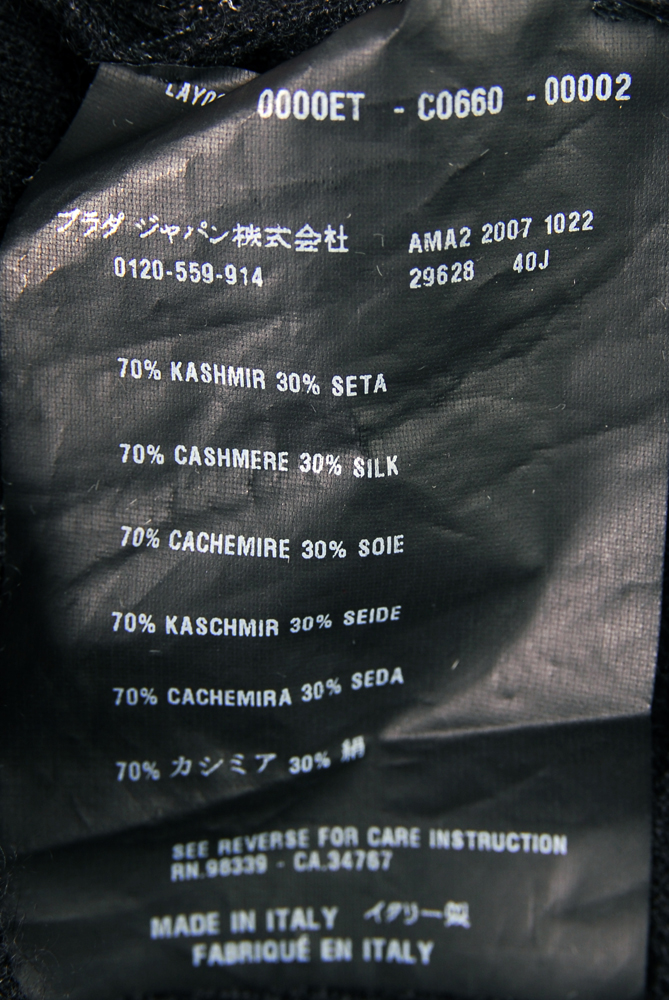 0000ET - C0660 - 00002
プラダ ジャパン株式会社
0120-559-914
AMA2 2007 1022
29628 40J
70% KASHMIR 30% SETA
70% CASHMERE 30% SILK
70% CACHEMIRE 30% SOIE
70% KASCHMIR 30% SEIDE
70% CACHEMIRA 30% SEDA
70% カシミア 30% 絹
SEE REVERSE FOR CARE INSTRUCTION
RN.98339 - CA.34767
MADE IN ITALY イタリー製
FABRIQUÉ EN ITALY